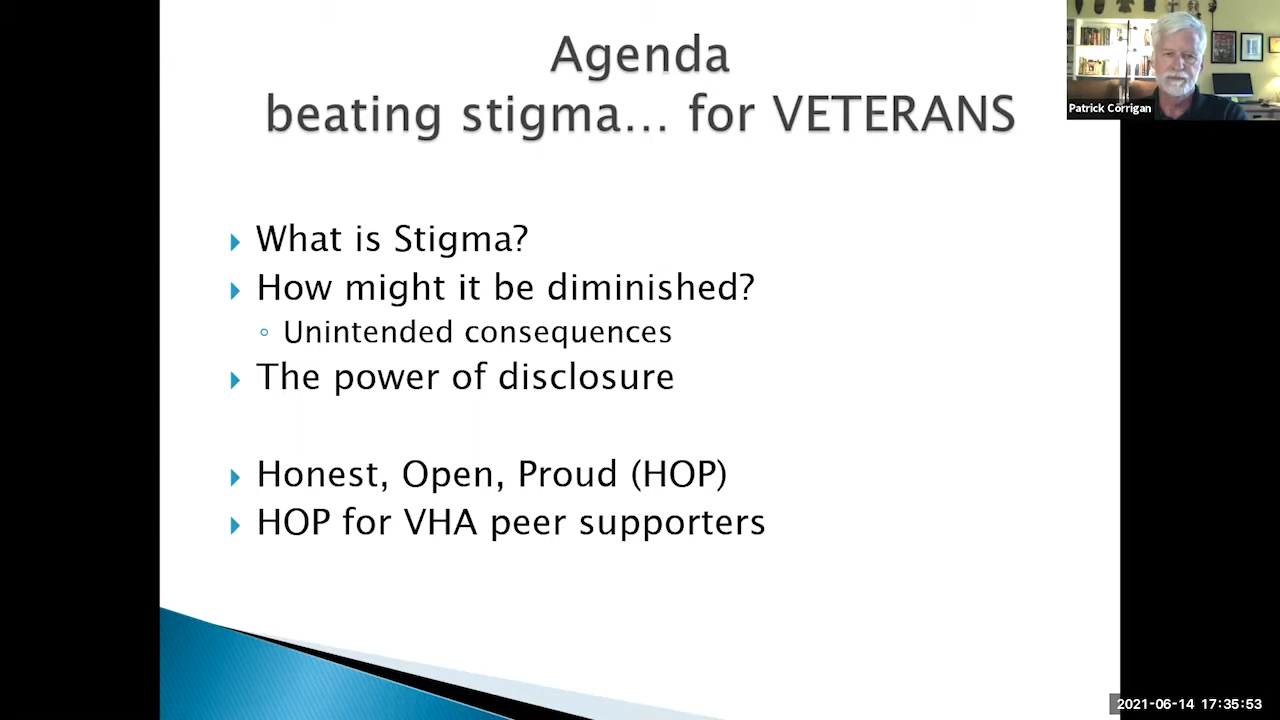 Agenda
beating stigma... for VETERANS
Patrick Corrigan
What is Stigma?
How might it be diminished?
Unintended consequences
The power of disclosure
Honest, Open, Proud (HOP)
HOP for VHA peer supporters
2021-06-14 17:35:53